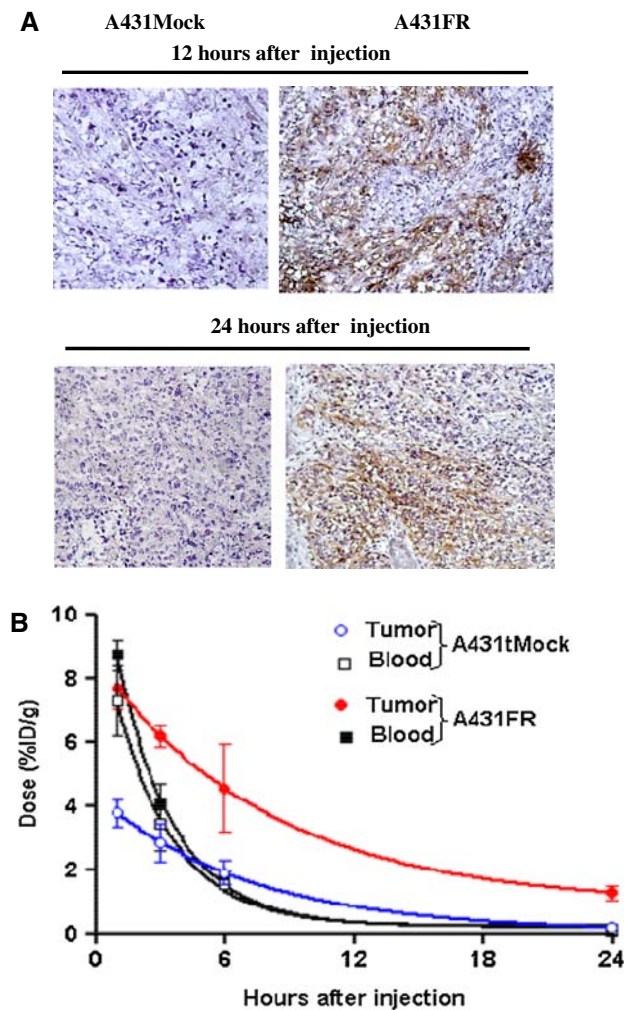 A
A431Mock A431FR
12 hours after injection
24 hours after injection
B
10
8
6
4
2
0
Dose (%ID/g)
Tumor
Blood
A431tMock
Tumor
Blood
A431FR
0 6 12 18 24
Hours after injection